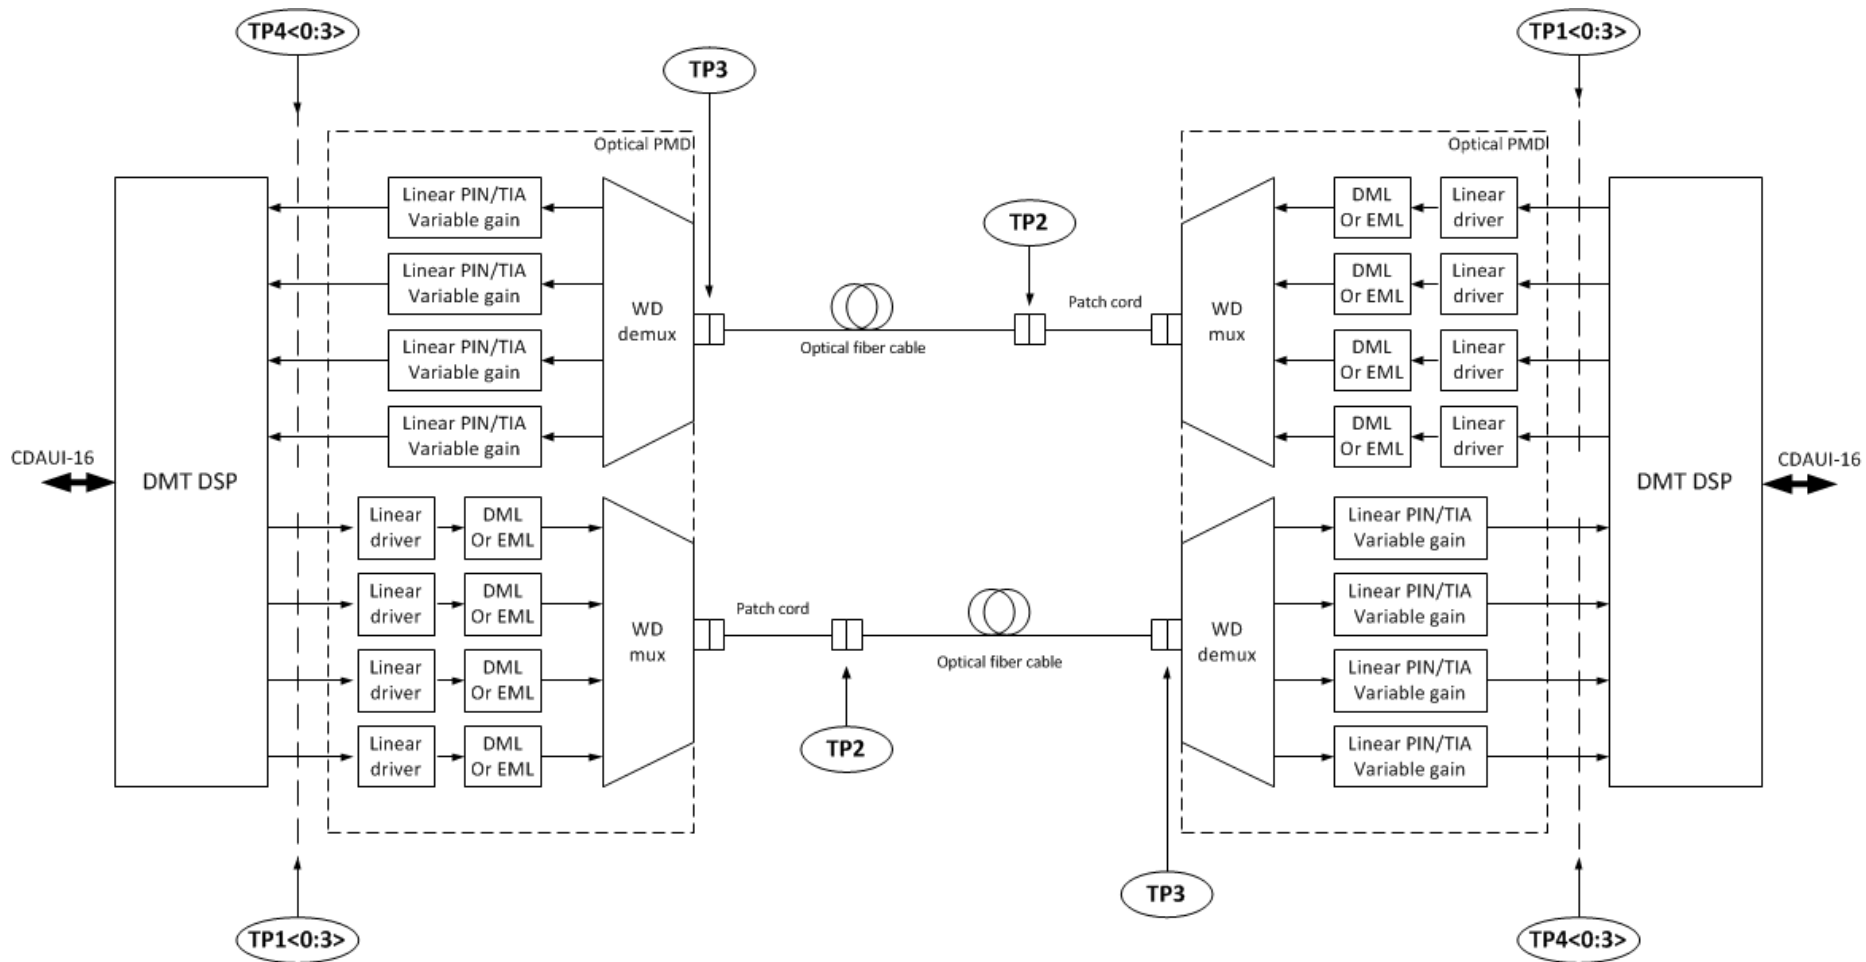 TP4<0:3>
TP1<0:3>
TP3
Optical PMD
Optical PMD
Linear PIN/TIA
Variable gain
DML
Or EML
Linear
driver
TP2
Linear PIN/TIA
Variable gain
DML
Or EML
Linear
driver
WD
demux
Patch cord
WD
mux
Optical fiber cable
Linear PIN/TIA
Variable gain
DML
Or EML
Linear
driver
Linear PIN/TIA
Variable gain
DML
Or EML
Linear
driver
CDAUI-16
DMT DSP
DMT DSP
CDAUI-16
Linear
driver
DML
Or EML
Linear PIN/TIA
Variable gain
Linear
driver
DML
Or EML
Linear PIN/TIA
Variable gain
WD
mux
Patch cord
Optical fiber cable
WD
demux
Linear
driver
DML
Or EML
Linear PIN/TIA
Variable gain
Linear
driver
DML
Or EML
TP2
Linear PIN/TIA
Variable gain
TP3
TP1<0:3>
TP4<0:3>